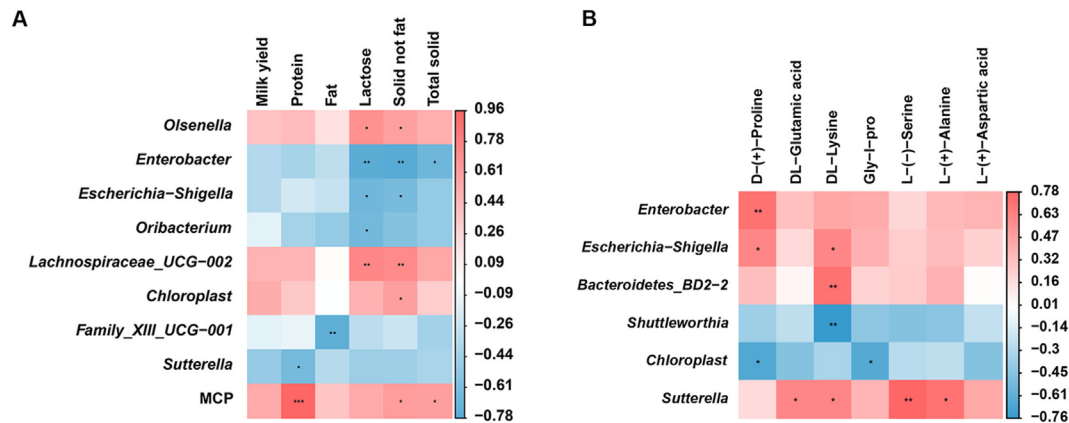 A
Milk yield
Protein
Fat
Lactose
Solid not fat
Total solid
Olsenella
* *
Enterobacter
** ** *
Escherichia−Shigella
* *
Oribacterium
*
Lachnospiraceae_UCG−002
** **
Chloroplast
*
Family_XIII_UCG−001
**
Sutterella
*
MCP
*** * *
0.96
0.78
0.61
0.44
0.26
0.09
−0.09
−0.26
−0.44
−0.61
−0.78
B
D−(+)−Proline
DL−Glutamic acid
DL−Lysine
Gly−l−pro
L−(−)−Serine
L−(+)−Alanine
L−(+)−Aspartic acid
Enterobacter
**
Escherichia−Shigella
* *
Bacteroidetes_BD2−2
**
Shuttleworthia
**
Chloroplast
* *
Sutterella
* * ** *
0.78
0.63
0.47
0.32
0.16
0.01
−0.14
−0.3
−0.45
−0.61
−0.76